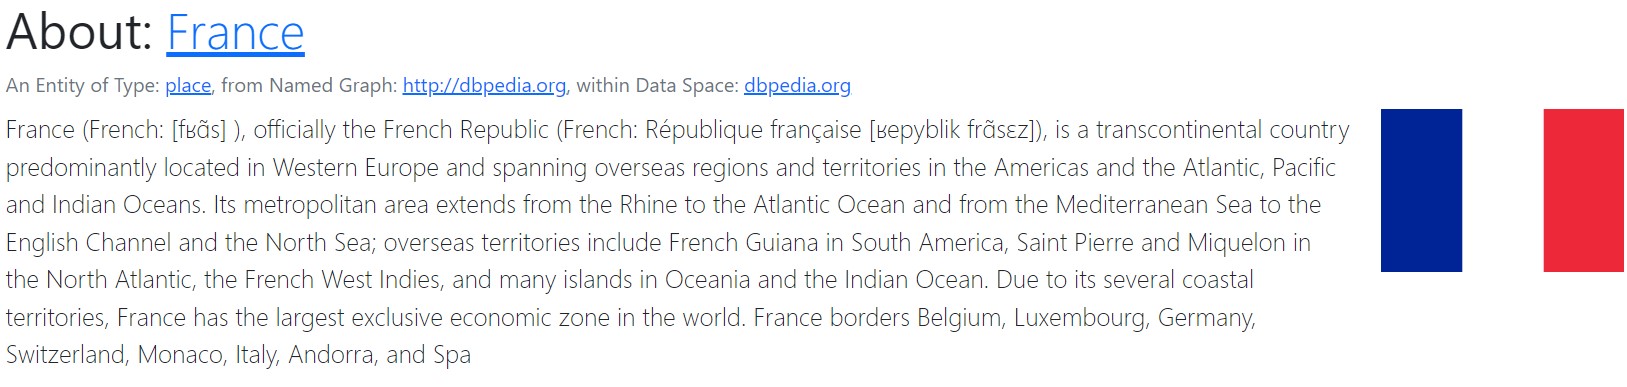 About: France
An Entity of Type: place, from Named Graph: http://dbpedia.org, within Data Space: dbpedia.org
France (French: [fʁɑ̃s] ), officially the French Republic (French: République française [ʁepyblik frɑ̃sɛz]), is a transcontinental country
predominantly located in Western Europe and spanning overseas regions and territories in the Americas and the Atlantic, Pacific
and Indian Oceans. Its metropolitan area extends from the Rhine to the Atlantic Ocean and from the Mediterranean Sea to the
English Channel and the North Sea; overseas territories include French Guiana in South America, Saint Pierre and Miquelon in
the North Atlantic, the French West Indies, and many islands in Oceania and the Indian Ocean. Due to its several coastal
territories, France has the largest exclusive economic zone in the world. France borders Belgium, Luxembourg, Germany,
Switzerland, Monaco, Italy, Andorra, and Spa